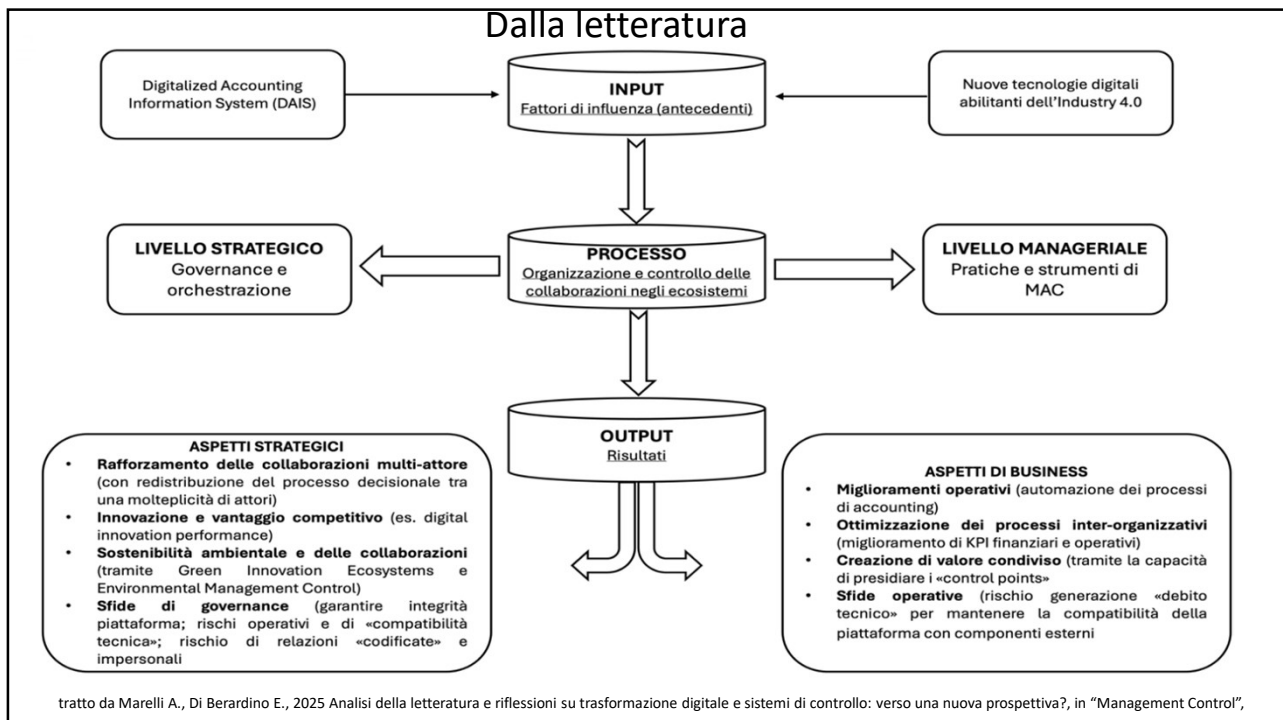 Dalla letteratura
Digitalized Accounting
Information System (DAIS)
INPUT
Fattori di influenza (antecedenti)
Nuove tecnologie digitali
abilitanti dell'Industry 4.0
LIVELLO STRATEGICO
Governance e
orchestrazione
PROCESSO
Organizzazione e controllo delle
collaborazioni negli ecosistemi
LIVELLO MANAGERIALE
Pratiche e strumenti di
MAC
OUTPUT
Risultati
ASPETTI STRATEGICI
• Rafforzamento delle collaborazioni multi-attore
(con redistribuzione del processo decisionale tra
una molteplicità di attori)
• Innovazione e vantaggio competitivo (es. digital
innovation performance)
• Sostenibilità ambientale e delle collaborazioni
(tramite Green Innovation Ecosystems e
Environmental Management Control)
• Sfide di governance (garantire integrità
piattaforma; rischi operativi e di «compatibilità
tecnica»; rischio di relazioni «codificate» e
impersonali
ASPETTI DI BUSINESS
• Miglioramenti operativi (automazione dei processi
di accounting)
• Ottimizzazione dei processi inter-organizzativi
(miglioramento di KPI finanziari e operativi)
• Creazione di valore condiviso (tramite la capacità
di presidiare i «control points»
• Sfide operative (rischio generazione «debito
tecnico» per mantenere la compatibilità della
piattaforma con componenti esterni
tratto da Marelli A., Di Berardino E., 2025 Analisi della letteratura e riflessioni su trasformazione digitale e sistemi di controllo: verso una nuova prospettiva?, in "Management Control",